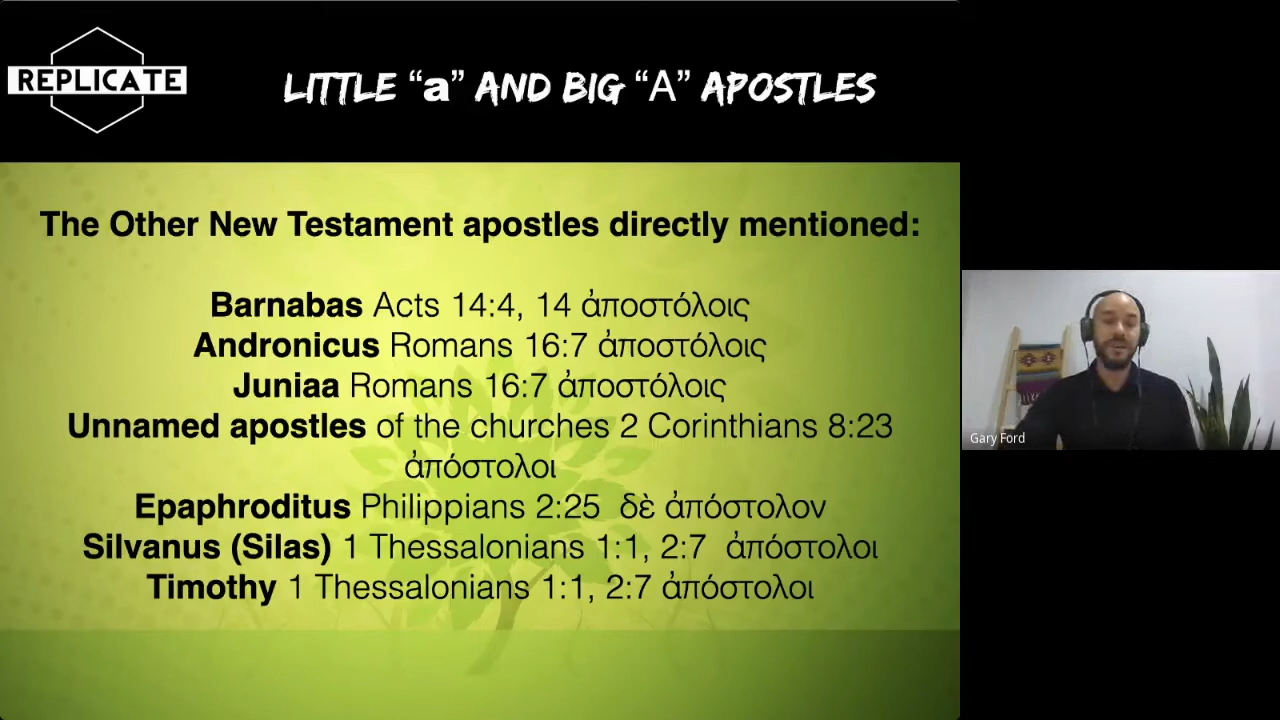 REPLICATE
LITTLE “a” AND BIG “A” APOSTLES
The Other New Testament apostles directly mentioned:
Barnabas Acts 14:4, 14 ἀποστόλοις
Andronicus Romans 16:7 ἀποστόλοις
Juniaa Romans 16:7 ἀποστόλοις
Unnamed apostles of the churches 2 Corinthians 8:23
ἀπόστολοι
Epaphroditus Philippians 2:25 δὲ ἀπόστολον
Silvanus (Silas) 1 Thessalonians 1:1, 2:7 ἀπόστολοι
Timothy 1 Thessalonians 1:1, 2:7 ἀπόστολοι
Gary Ford